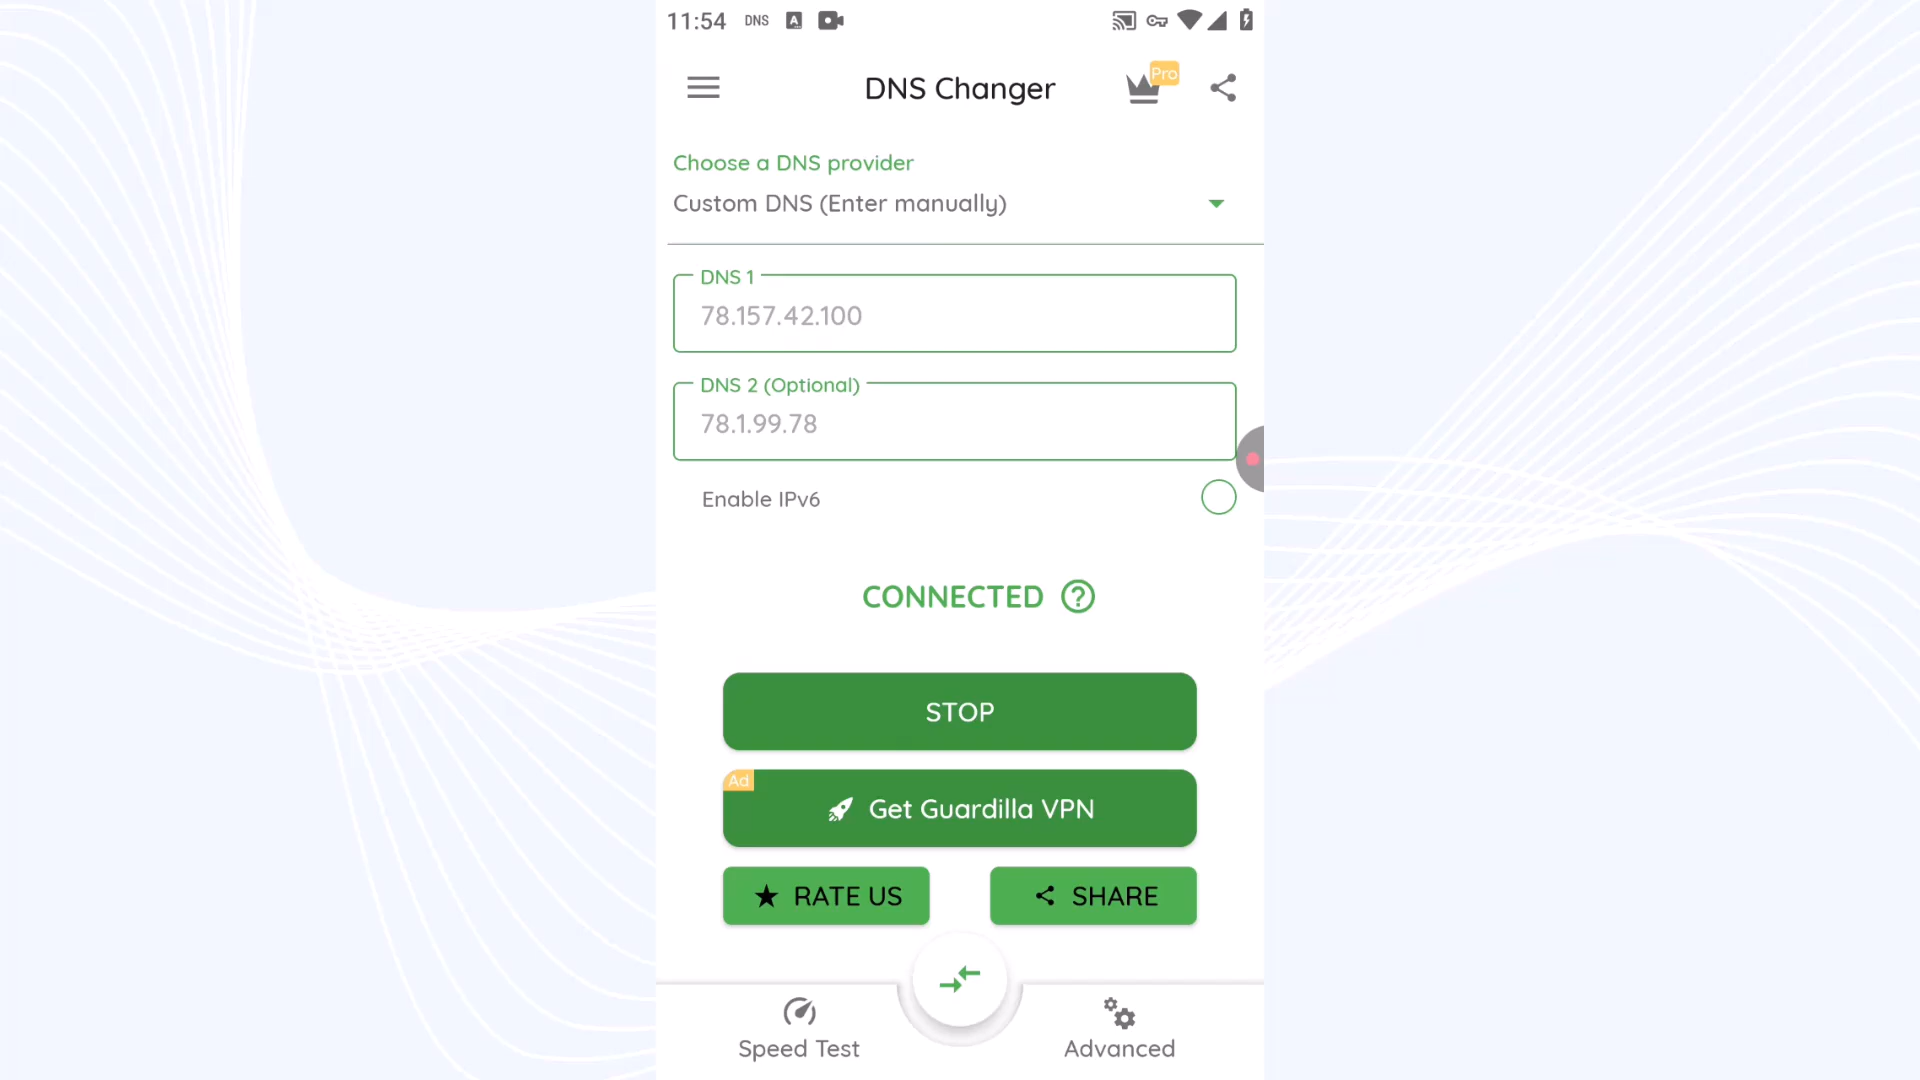 11:54 DNS A
DNS Changer
Pro
Choose a DNS provider
Custom DNS (Enter manually)
DNS 1
78.157.42.100
DNS 2 (Optional)
78.1.99.78
Enable IPv6
CONNECTED ?
STOP
Ad
Get Guardilla VPN
RATE US
SHARE
Speed Test
Advanced